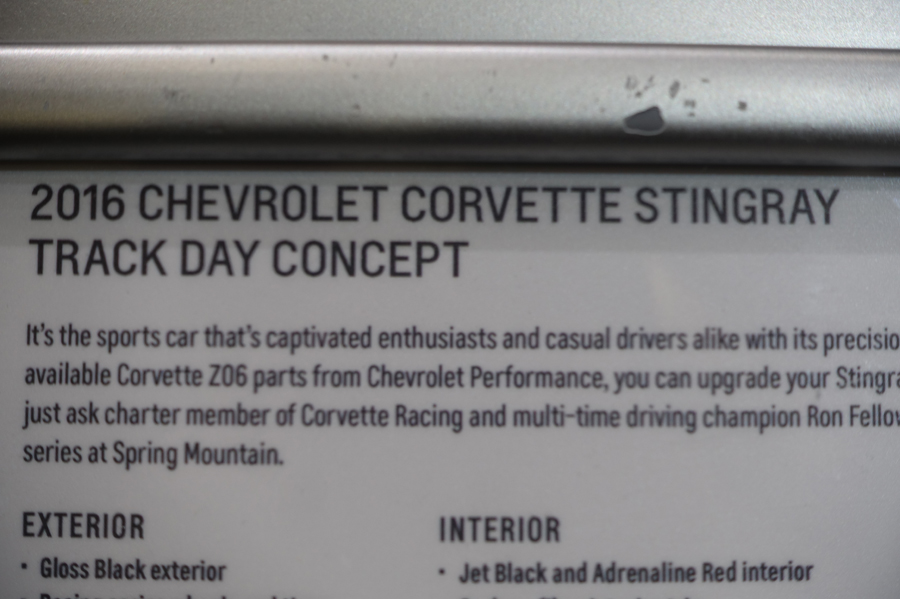 2016 CHEVROLET CORVETTE STINGRAY
TRACK DAY CONCEPT
It's the sports car that's captivated enthusiasts and casual drivers alike with its precisio
available Corvette Z06 parts from Chevrolet Performance, you can upgrade your Stingra
just ask charter member of Corvette Racing and multi-time driving champion Ron Fellow
series at Spring Mountain.
EXTERIOR
INTERIOR
• Gloss Black exterior
• Jet Black and Adrenaline Red interior